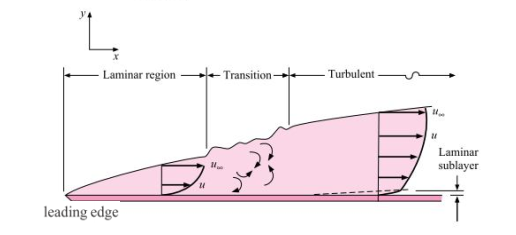 y
x
Laminar region
Transition
Turbulent
u∞
u
Laminar
sublayer
u∞
u
leading edge